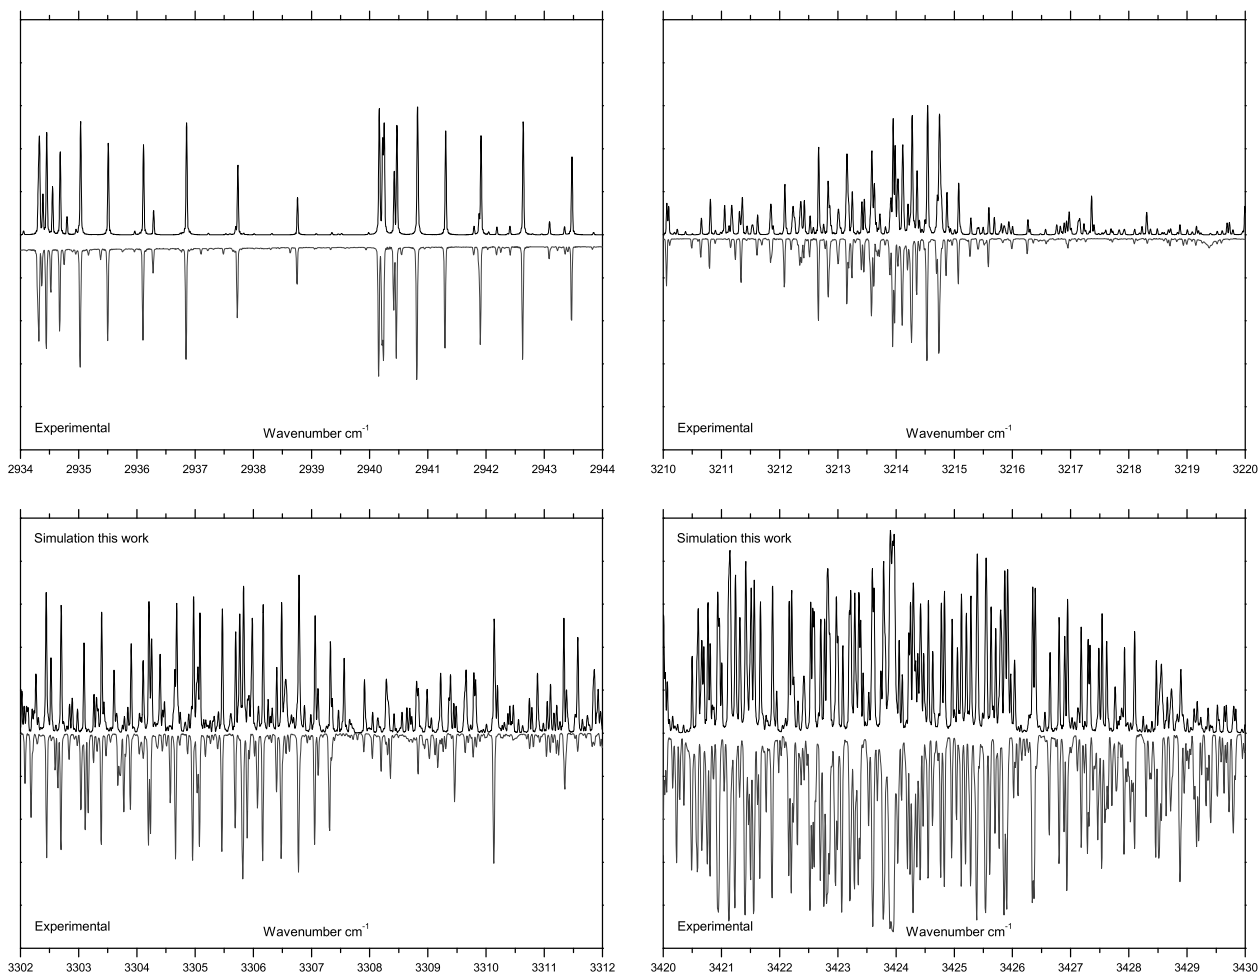 Experimental
Wavenumber cm-1
2934 2935 2936 2937 2938 2939 2940 2941 2942 2943 2944
Experimental
Wavenumber cm-1
3210 3211 3212 3213 3214 3215 3216 3217 3218 3219 3220
Simulation this work
Experimental
Wavenumber cm-1
3302 3303 3304 3305 3306 3307 3308 3309 3310 3311 3312
Simulation this work
Experimental
Wavenumber cm-1
3420 3421 3422 3423 3424 3425 3426 3427 3428 3429 3430